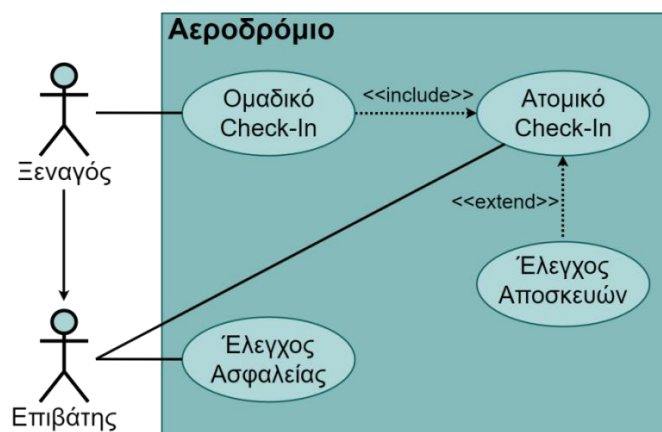 Αεροδρόμιο
Ομαδικό
Check-In
<<include>>
Ατομικό
Check-In
Ξεναγός
<<extend>>
Έλεγχος
Αποσκευών
Έλεγχος
Ασφαλείας
Επιβάτης